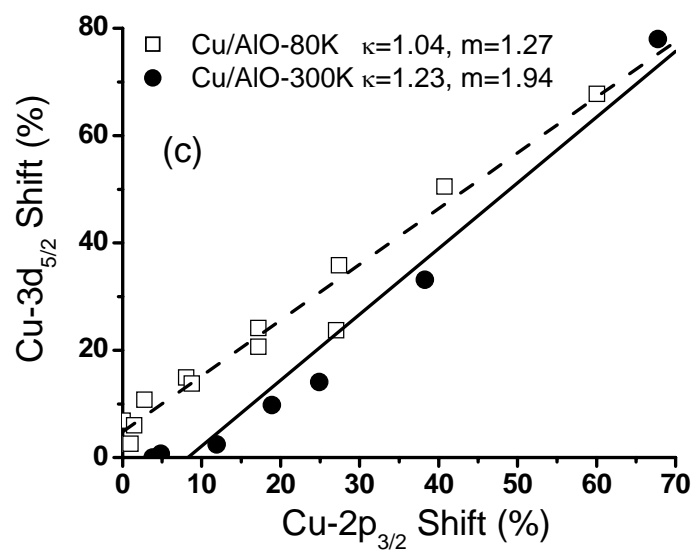 80
Cu/AlO-80K κ=1.04, m=1.27
Cu/AlO-300K κ=1.23, m=1.94
60
(c)
Cu-3d5/2 Shift (%)
40
20
0
0 10 20 30 40 50 60 70
Cu-2p3/2 Shift (%)